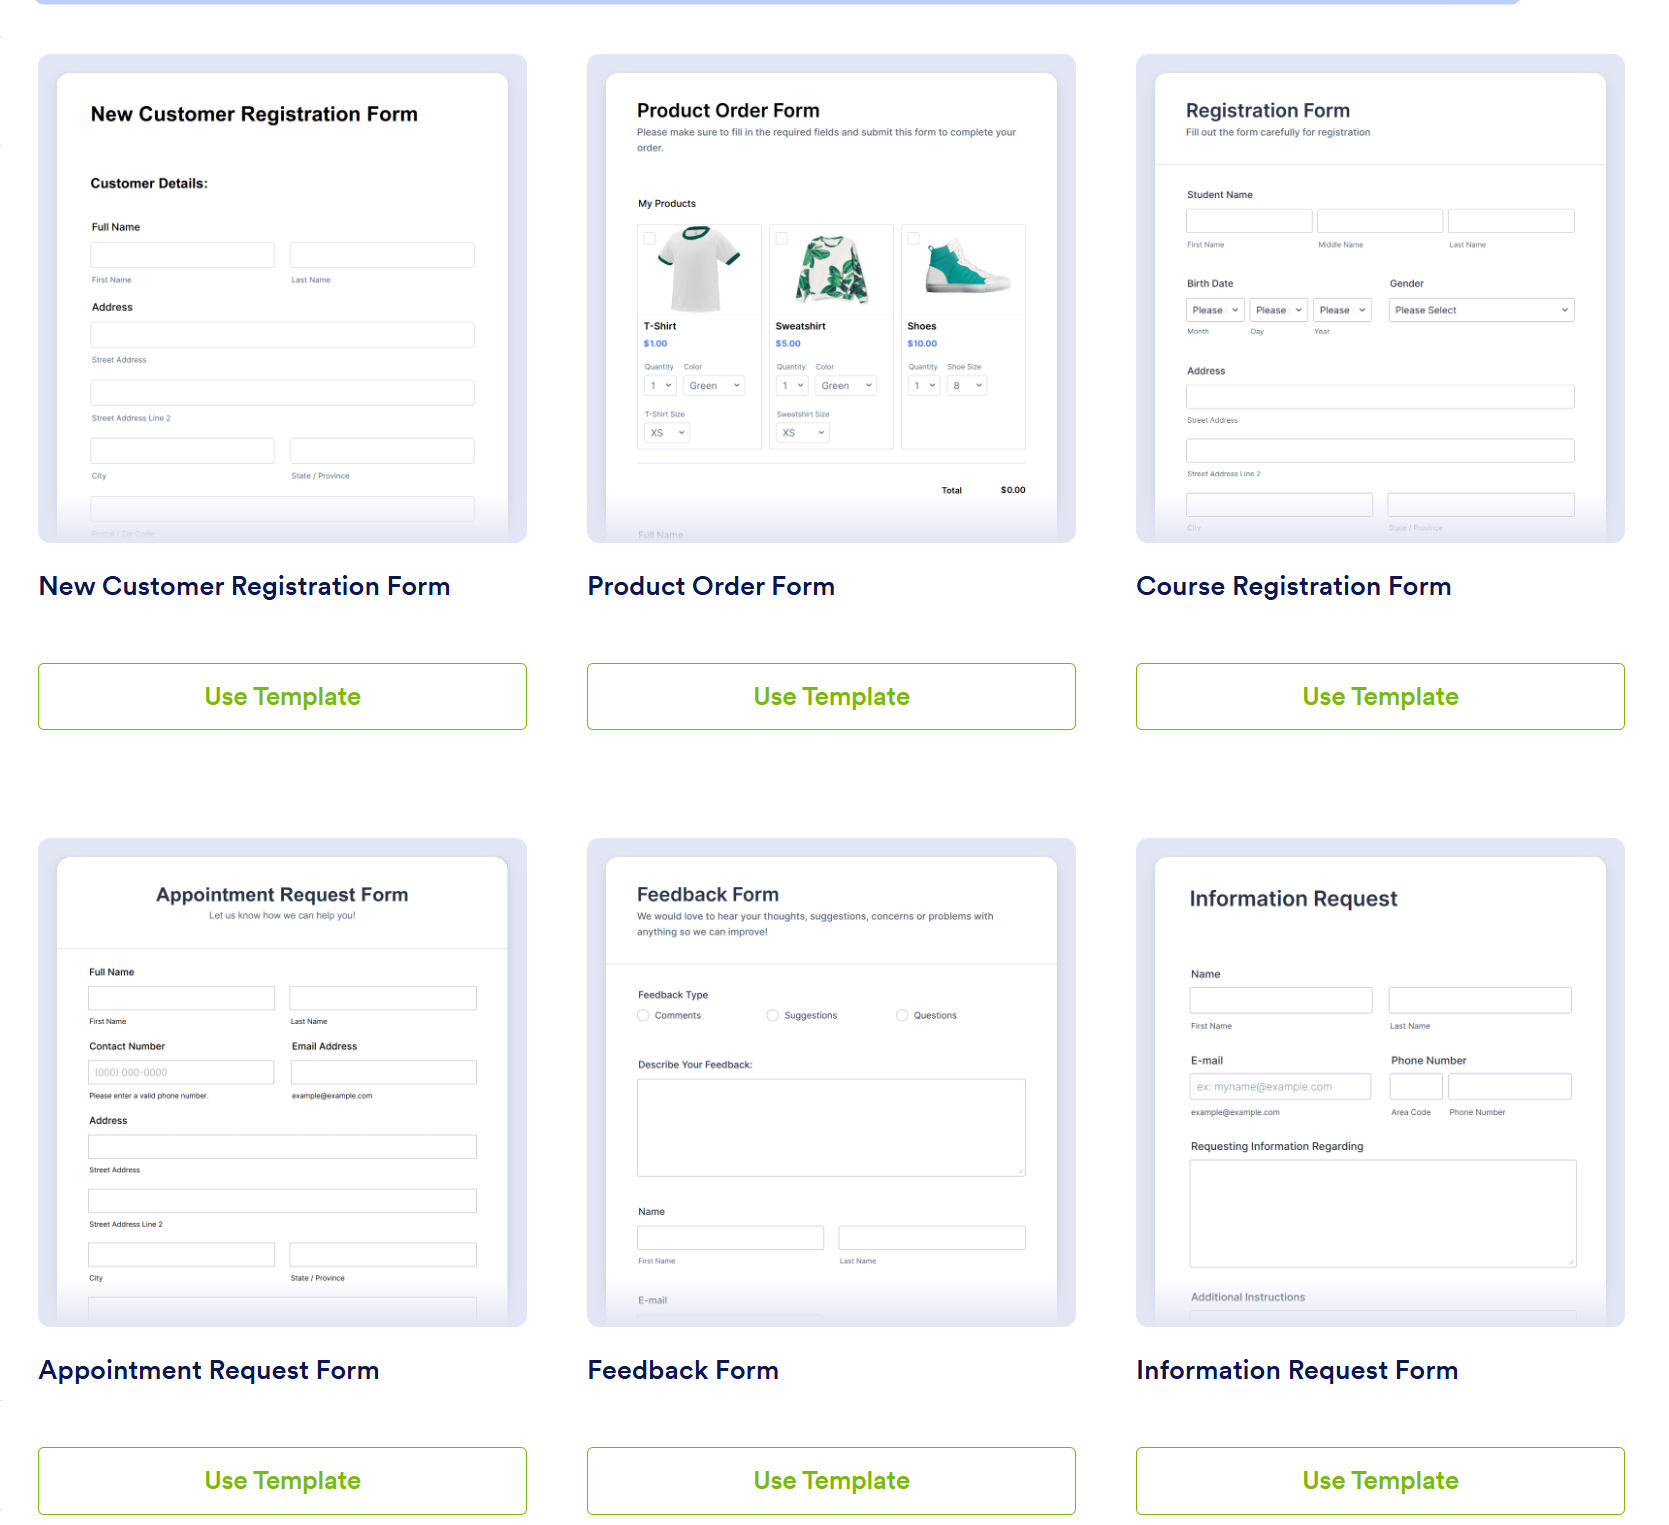 New Customer Registration Form
Customer Details:
Full Name
First Name Last Name
Address
Street Address
Street Address Line 2
City State / Province
Postal / Zip Code
Product Order Form
Please make sure to fill in the required fields and submit this form to complete your
order.
My Products
T-Shirt Sweatshirt Shoes
$1.00 $5.00 $10.00
Quantity Color Quantity Color Quantity Shoe Size
1 Green 1 Green 1 8
T-Shirt Size Sweatshirt Size
XS XS
Total $0.00
Full Name
Registration Form
Fill out the form carefully for registration
Student Name
First Name Middle Name Last Name
Birth Date Gender
Please Please Please Please Select
Month Day Year
Address
Street Address
Street Address Line 2
City State / Province
New Customer Registration Form
Product Order Form
Course Registration Form
Use Template
Use Template
Use Template
Appointment Request Form
Let us know how we can help you!
Full Name
First Name Last Name
Contact Number Email Address
(000) 000-0000
Please enter a valid phone number. example@example.com
Address
Street Address
Street Address Line 2
City State / Province
Feedback Form
We would love to hear your thoughts, suggestions, concerns or problems with
anything so we can improve!
Feedback Type
Comments Suggestions Questions
Describe Your Feedback:
Name
First Name Last Name
E-mail
Information Request
Name
First Name Last Name
E-mail Phone Number
ex: myname@example.com
example@example.com Area Code Phone Number
Requesting Information Regarding
Additional Instructions
Appointment Request Form
Feedback Form
Information Request Form
Use Template
Use Template
Use Template